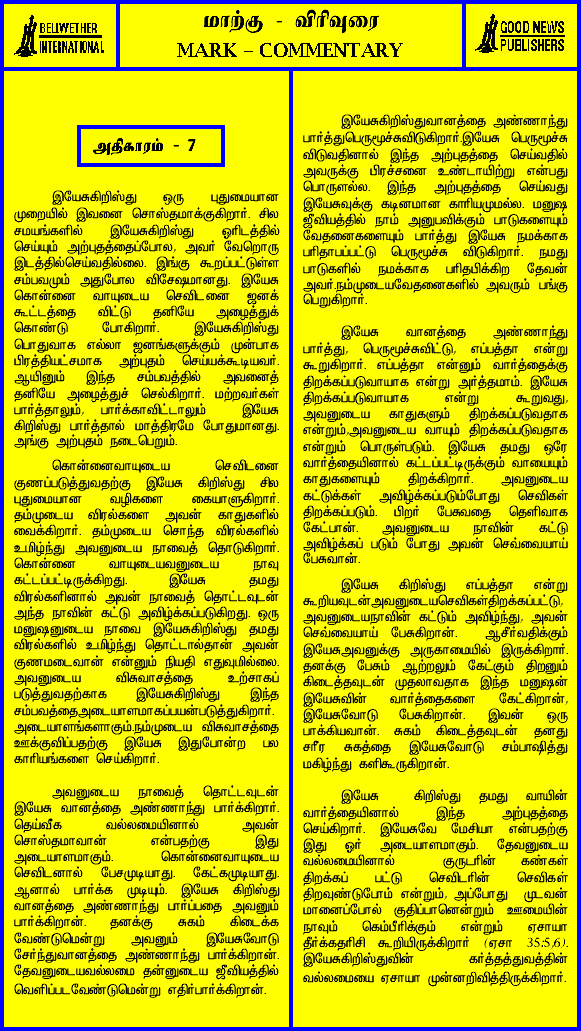 BELLWETHER
INTERNATIONAL
மாற்கு - விரிவுரை
MARK – COMMENTARY
GOOD NEWS
PUBLISHERS
அதிகாரம் - 7
இயேசுகிறிஸ்து ஒரு புதுமையான
முறையில் இவனை சொஸ்தமாக்குகிறார். சில
சமயங்களில் இயேசுகிறிஸ்து ஓரிடத்தில்
செய்யும் அற்புதத்தைப்போல, அவர் வேறொரு
இடத்தில்செய்வதில்லை. இங்கு கூறப்பட்டுள்ள
சம்பவமும் அதுபோல விசேஷமானது. இயேசு
கொன்னை வாயுடைய செவிடனை ஜனக்
கூட்டத்தை விட்டு தனியே அழைத்துக்
கொண்டு போகிறார். இயேசுகிறிஸ்து
பொதுவாக எல்லா ஜனங்களுக்கும் முன்பாக
பிரத்தியட்சமாக அற்புதம் செய்யக்கூடியவர்.
ஆயினும் இந்த சம்பவத்தில் அவனைத்
தனியே அழைத்துச் செல்கிறார். மற்றவர்கள்
பார்த்தாலும், பார்க்காவிட்டாலும் இயேசு
கிறிஸ்து பார்த்தால் மாத்திரமே போதுமானது.
அங்கு அற்புதம் நடைபெறும்.
கொன்னைவாயுடைய செவிடனை
குணப்படுத்துவதற்கு இயேசு கிறிஸ்து சில
புதுமையான வழிகளை கையாளுகிறார்.
தம்முடைய விரல்களை அவன் காதுகளில்
வைக்கிறார். தம்முடைய சொந்த விரல்களில்
உமிழ்ந்து அவனுடைய நாவைத் தொடுகிறார்.
கொன்னை வாயுடையவனுடைய நாவு
கட்டப்பட்டிருக்கிறது. இயேசு தமது
விரல்களினால் அவன் நாவைத் தொட்டவுடன்
அந்த நாவின் கட்டு அவிழ்க்கப்படுகிறது. ஒரு
மனுஷனுடைய நாவை இயேசுகிறிஸ்து தமது
விரல்களில் உமிழ்ந்து தொட்டால்தான் அவன்
குணமடைவான் என்னும் நியதி எதுவுமில்லை.
அவனுடைய விசுவாசத்தை உற்சாகப்
படுத்துவதற்காக இயேசுகிறிஸ்து இந்த
சம்பவத்தைஅடையாளமாகப்பயன்படுத்துகிறார்.
அடையாளங்களாகும்.நம்முடைய விசுவாசத்தை
ஊக்குவிப்பதற்கு இயேசு இதுபோன்ற பல
காரியங்களை செய்கிறார்.
அவனுடைய நாவைத் தொட்டவுடன்
இயேசு வானத்தை அண்ணாந்து பார்க்கிறார்.
தெய்வீக வல்லமையினால் அவன்
சொஸ்தமாவான் என்பதற்கு இது
அடையாளமாகும். கொன்னைவாயுடைய
செவிடனால் பேசமுடியாது. கேட்கமுடியாது.
ஆனால் பார்க்க முடியும். இயேசு கிறிஸ்து
வானத்தை அண்ணாந்து பார்ப்பதை அவனும்
பார்க்கிறான். தனக்கு சுகம் கிடைக்க
வேண்டுமென்று அவனும் இயேசுவோடு
சேர்ந்துவானத்தை அண்ணாந்து பார்க்கிறான்.
தேவனுடையவல்லமை தன்னுடைய ஜீவியத்தில்
வெளிப்படவேண்டுமென்று எதிர்பார்க்கிறான்.
இயேசுகிறிஸ்துவானத்தை அண்ணாந்து
பார்த்துபெருமூச்சுவிடுகிறார்.இயேசு பெருமூச்சு
விடுவதினால் இந்த அற்புதத்தை செய்வதில்
அவருக்கு பிரச்சனை உண்டாயிற்று என்பது
பொருளல்ல. இந்த அற்புதத்தை செய்வது
இயேசுவுக்கு கடினமான காரியமுமல்ல. மனுஷ
ஜீவியத்தில் நாம் அனுபவிக்கும் பாடுகளையும்
வேதனைகளையும் பார்த்து இயேசு நமக்காக
பரிதாபப்பட்டு பெருமூச்சு விடுகிறார். நமது
பாடுகளில் நமக்காக பரிதபிக்கிற தேவன்
அவர்.நம்முடையவேதனைகளில் அவரும் பங்கு
பெறுகிறார்.
இயேசு வானத்தை அண்ணாந்து
பார்த்து, பெருமூச்சுவிட்டு, எப்பத்தா என்று
கூறுகிறார். எப்பத்தா என்னும் வார்த்தைக்கு
திறக்கப்படுவாயாக என்று அர்த்தமாம். இயேசு
திறக்கப்படுவாயாக என்று கூறுவது,
அவனுடைய காதுகளும் திறக்கப்படுவதாக
என்றும்,அவனுடைய வாயும் திறக்கப்படுவதாக
என்றும் பொருள்படும். இயேசு தமது ஒரே
வார்த்தையினால் கட்டப்பட்டிருக்கும் வாயையும்
காதுகளையும் திறக்கிறார். அவனுடைய
கட்டுக்கள் அவிழ்க்கப்படும்போது செவிகள்
திறக்கப்படும். பிறர் பேசுவதை தெளிவாக
கேட்பான். அவனுடைய நாவின் கட்டு
அவிழ்க்கப் படும் போது அவன் செவ்வையாய்
பேசுவான்.
இயேசு கிறிஸ்து எப்பத்தா என்று
கூறியவுடன்அவனுடையசெவிகள்திறக்கப்பட்டு,
அவனுடையநாவின் கட்டும் அவிழ்ந்து, அவன்
செவ்வையாய் பேசுகிறான். ஆசீர்வதிக்கும்
இயேசுஅவனுக்கு அருகாமையில் இருக்கிறார்.
தனக்கு பேசும் ஆற்றலும் கேட்கும் திறனும்
கிடைத்தவுடன் முதலாவதாக இந்த மனுஷன்
இயேசுவின் வார்த்தைகளை கேட்கிறான்,
இயேசுவோடு பேசுகிறான். இவன் ஒரு
பாக்கியவான். சுகம் கிடைத்தவுடன் தனது
சரீர சுகத்தை இயேசுவோடு சம்பாஷித்து
மகிழ்ந்து களிகூருகிறான்.
இயேசு கிறிஸ்து தமது வாயின்
வார்த்தையினால் இந்த அற்புதத்தை
செய்கிறார். இயேசுவே மேசியா என்பதற்கு
இது ஓர் அடையாளமாகும். தேவனுடைய
வல்லமையினால் குருடரின் கண்கள்
திறக்கப் பட்டு செவிடரின் செவிகள்
திறவுண்டுபோம் என்றும், அப்போது முடவன்
மானைப்போல் குதிப்பானென்றும் ஊமையின்
நாவும் கெம்பீரிக்கும் என்றும் ஏசாயா
தீர்க்கதரிசி கூறியிருக்கிறார் (ஏசா 35:5,6).
இயேசுகிறிஸ்துவின் கர்த்தத்துவத்தின்
வல்லமையை ஏசாயா முன்னறிவித்திருக்கிறார்.